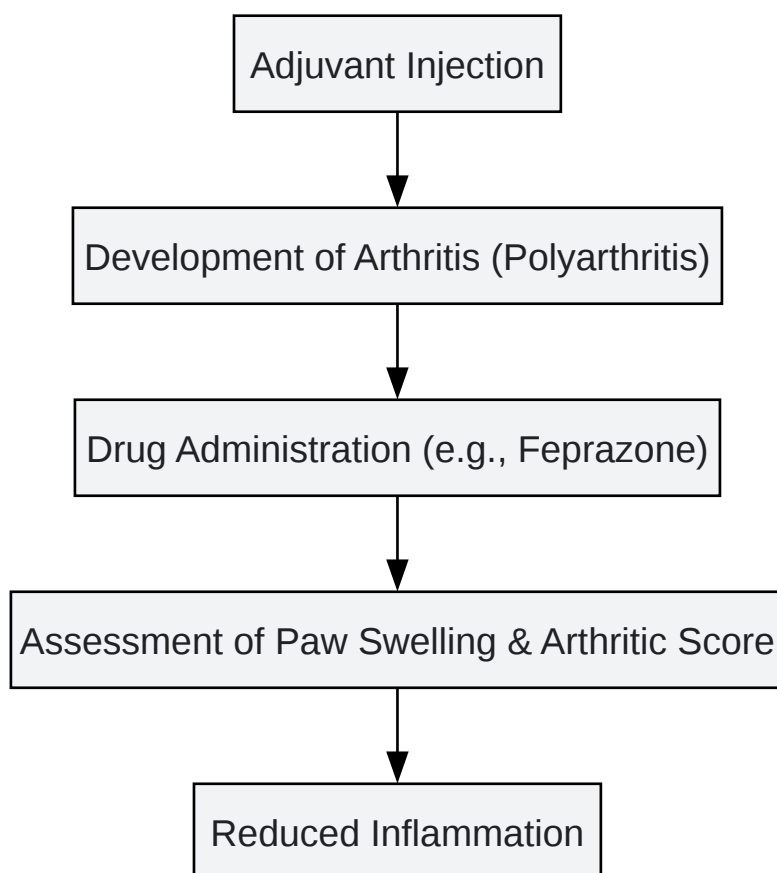 Adjuvant Injection
Development of Arthritis (Polyarthritis)
Drug Administration (e.g., Feprazone)
Assessment of Paw Swelling & Arthritic Score
Reduced Inflammation